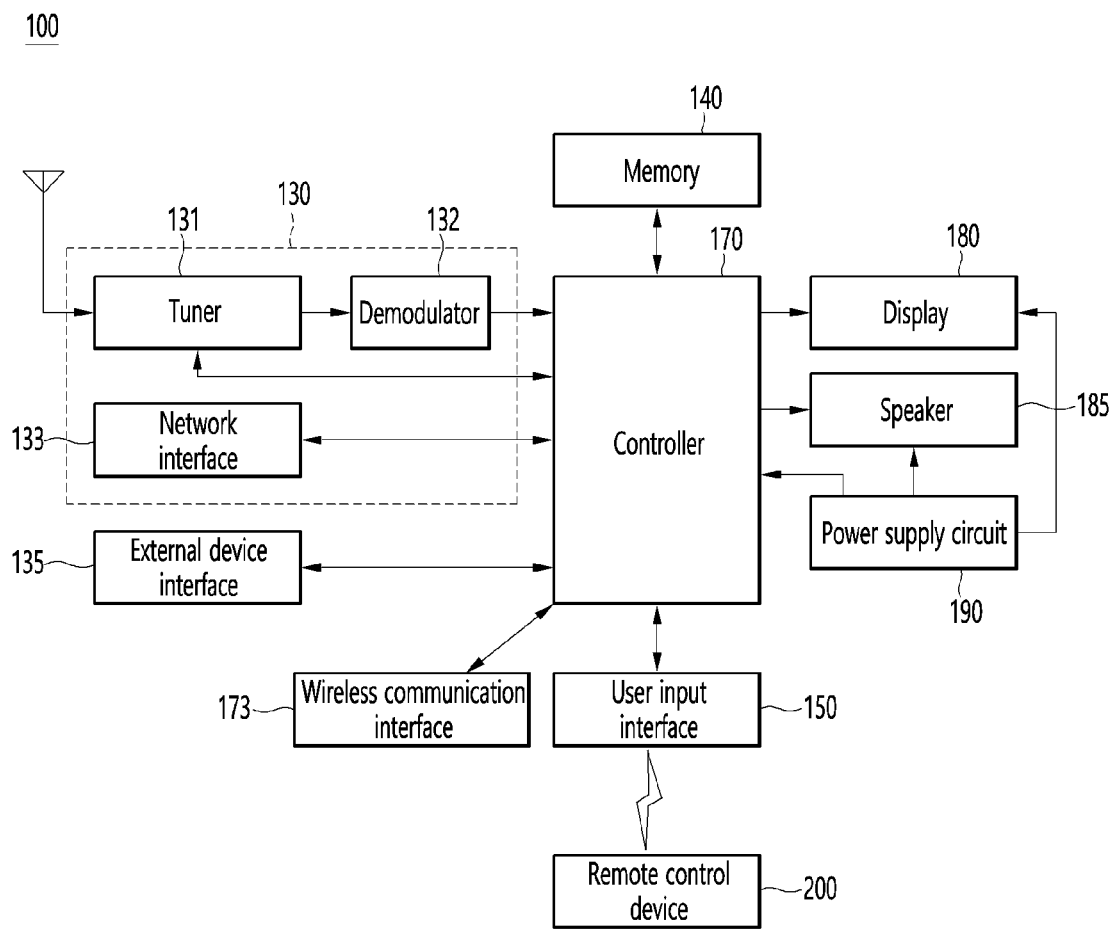 100
140
Memory
130
131
132
170
180
Tuner
Demodulator
Display
Controller
Speaker
185
133
Network
interface
Power supply circuit
190
135
External device
interface
173
Wireless communication
interface
User input
interface
150
Remote control
device
200